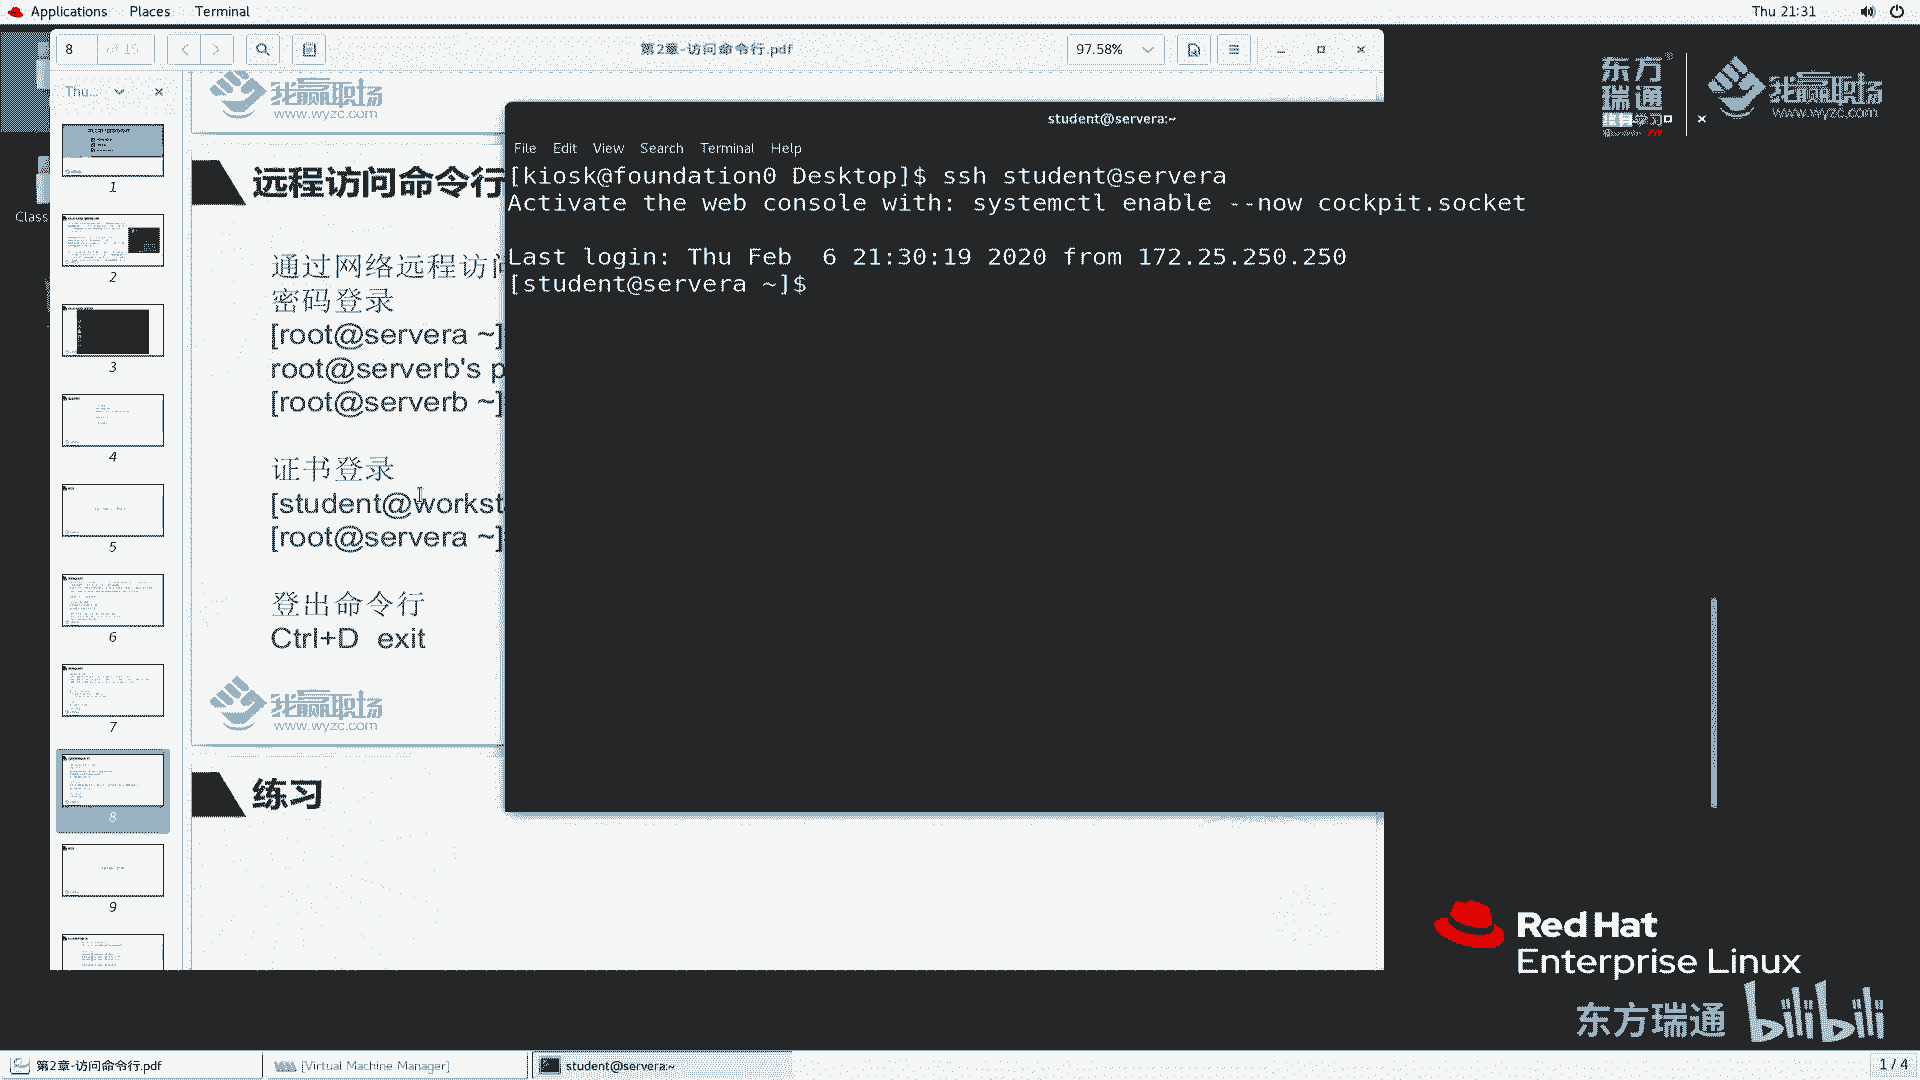 Applications Places Terminal
Thu 21:31
8 of 15
第2章-访问命令行.pdf
97.58%
Thu...
1
2
3
4
5
6
7
8
9
Class
我赢职场
www.wyzc.com
远程访问命令行
通过网络远程访问
密码登录
[root@servera ~]
root@serverb's p
[root@serverb ~]
证书登录
[student@workst
[root@servera ~]
登出命令行
Ctrl+D exit
我赢职场
www.wyzc.com
练习
student@servera:~
File Edit View Search Terminal Help
[kiosk@foundation0 Desktop]$ ssh student@servera
Activate the web console with: systemctl enable --now cockpit.socket
Last login: Thu Feb  6 21:30:19 2020 from 172.25.250.250
[student@servera ~]$
东方
瑞通
我赢职场
www.wyzc.com
Red Hat
Enterprise Linux
东方瑞通 bilibili
第2章-访问命令行.pdf
[Virtual Machine Manager]
student@servera:~
1 / 4